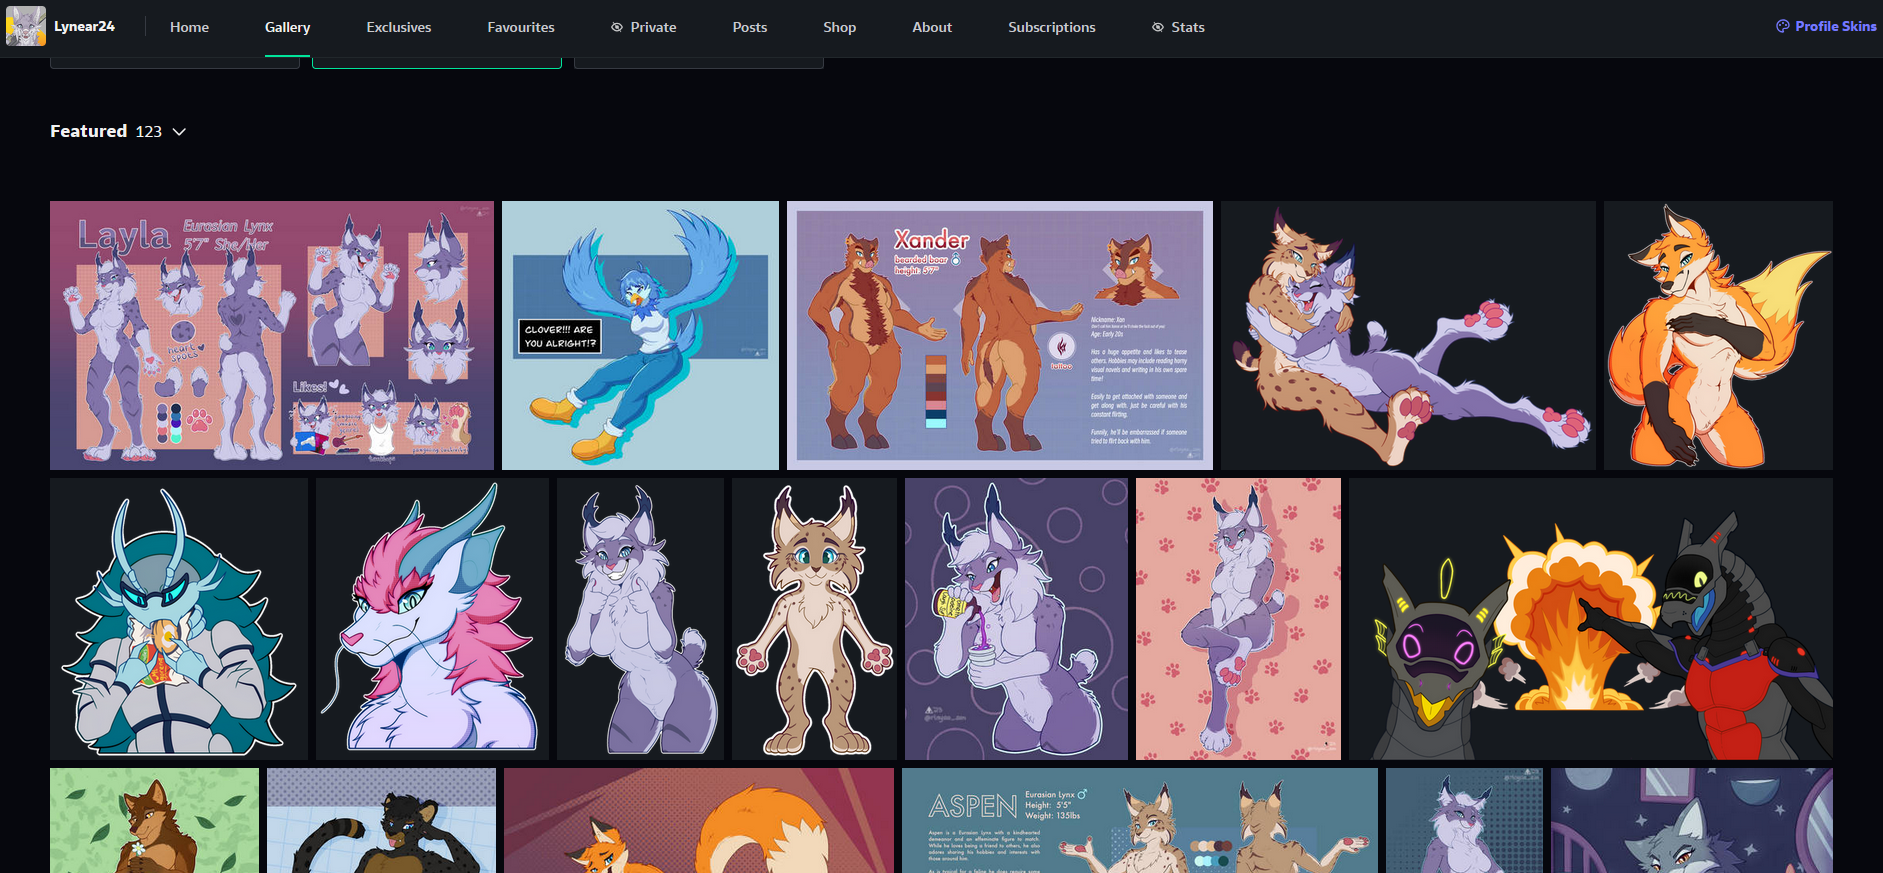 Lynear24
Home
Gallery
Exclusives
Favourites
Private
Posts
Shop
About
Subscriptions
Stats
Profile Skins
Featured 123
Layla
Eurasian Lynx
5'7" She/Her
heart
spots
Likes!
CLOVER!!! ARE
YOU ALRIGHT!?
Xander
bearded boar
height: 5'7"
Nickname: Xan
Age: Early 20s
Has a huge appetite and likes to tease
others. Hobbies may include reading horny
visual novels and writing in his own spare
time!
Easily to get attached with someone and
get along with. Just be careful with his
constant flirting.
Funnily, he'll be embarrassed if someone
tried to flirt back with him.
tattoo
ASPEN
Eurasian Lynx
Height: 5'5"
Weight: 135lbs
Aspen is a Eurasian Lynx with a kindhearted
demeanor and an effeminate figure to match.
While he loves being a friend to others, he also
adores sharing his hobbies and interests with
those around him.